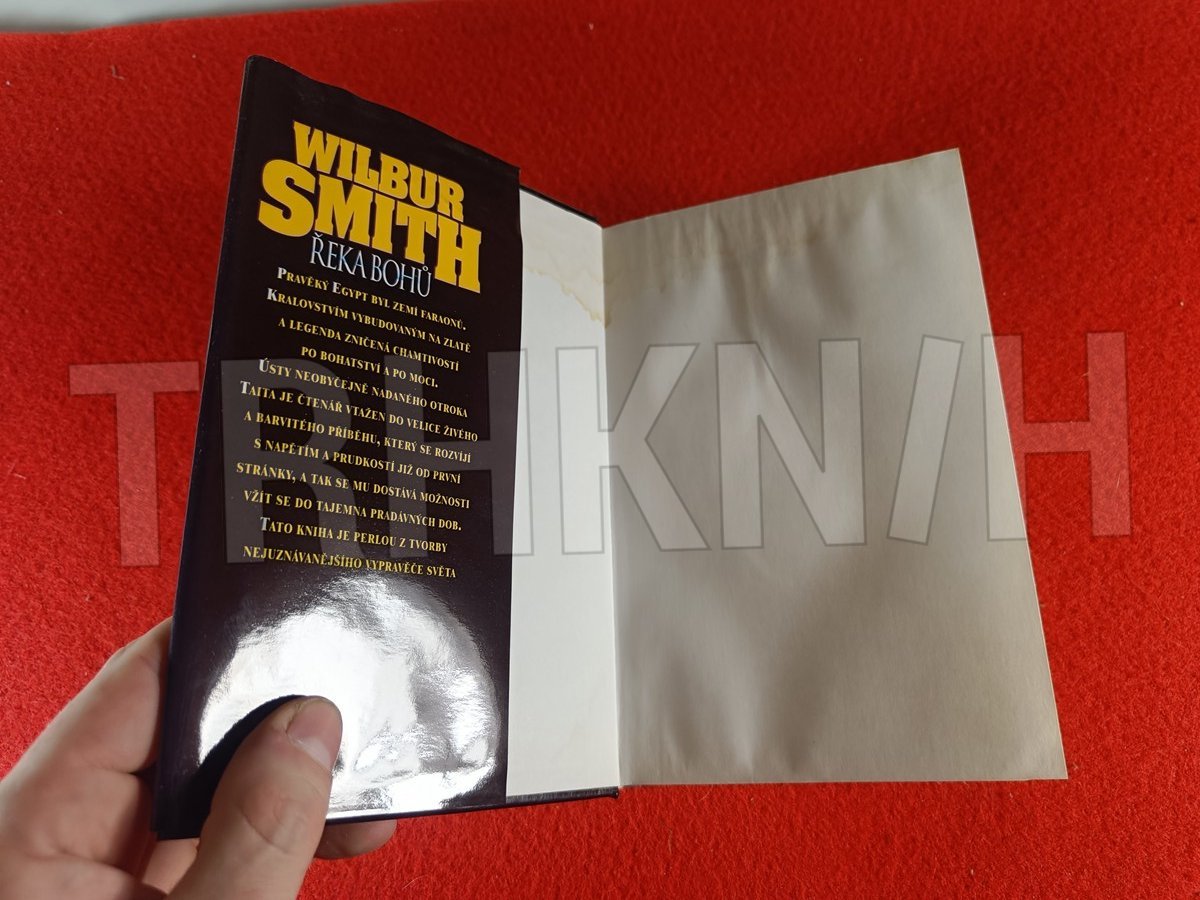 WILBUR
SMITH
ŘEKA BOHŮ
PRAVĚKÝ EGYPT BYL ZEMÍ FARAONŮ.
KRALOVSTVÍM VYBUDOVANÝM NA ZLATĚ
A LEGENDA ZNIČENÁ CHAMTIVOSTÍ
PO BOHATSTVÍ A PO MOCI.
ÚSTY NEOBYČEJNĚ NADANÉHO OTROKA
TAITA JE ČTENÁŘ VTAŽEN DO VELICE ŽIVÉHO
A BARVITÉHO PŘÍBĚHU, KTERÝ SE ROZVÍJÍ
S NAPĚTÍM A PRUDKOSTÍ JIŽ OD PRVNÍ
STRÁNKY, A TAK SE MU DOSTÁVÁ MOŽNOSTI
VŽÍT SE DO TAJEMNA PRADÁVNÝCH DOB.
TATO KNIHA JE PERLOU Z TVORBY
NEJUZNÁVANĚJŠÍHO VYPRAVĚČE SVĚTA
TRHKN/H